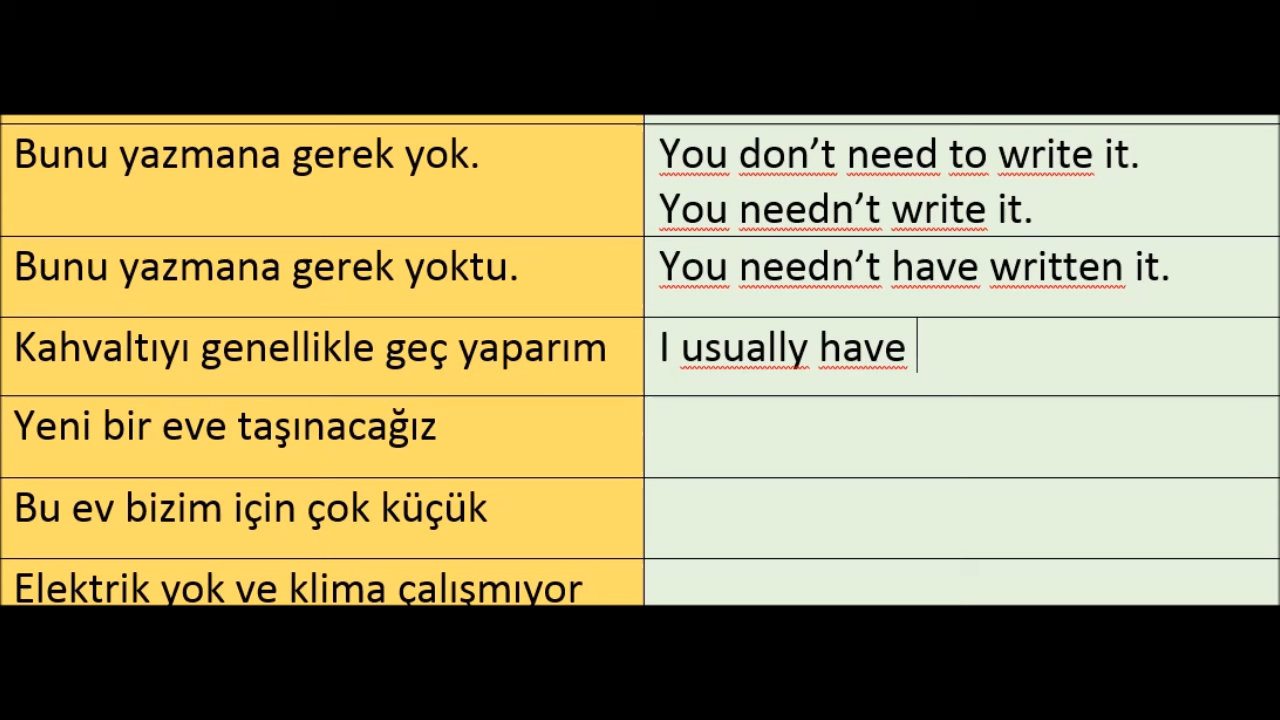 Bunu yazmana gerek yok.
You don’t need to write it.
You needn’t write it.
Bunu yazmana gerek yoktu.
You needn’t have written it.
Kahvaltıyı genellikle geç yaparım
I usually have
Yeni bir eve taşınacağız
Bu ev bizim için çok küçük
Elektrik yok ve klima çalışmıyor